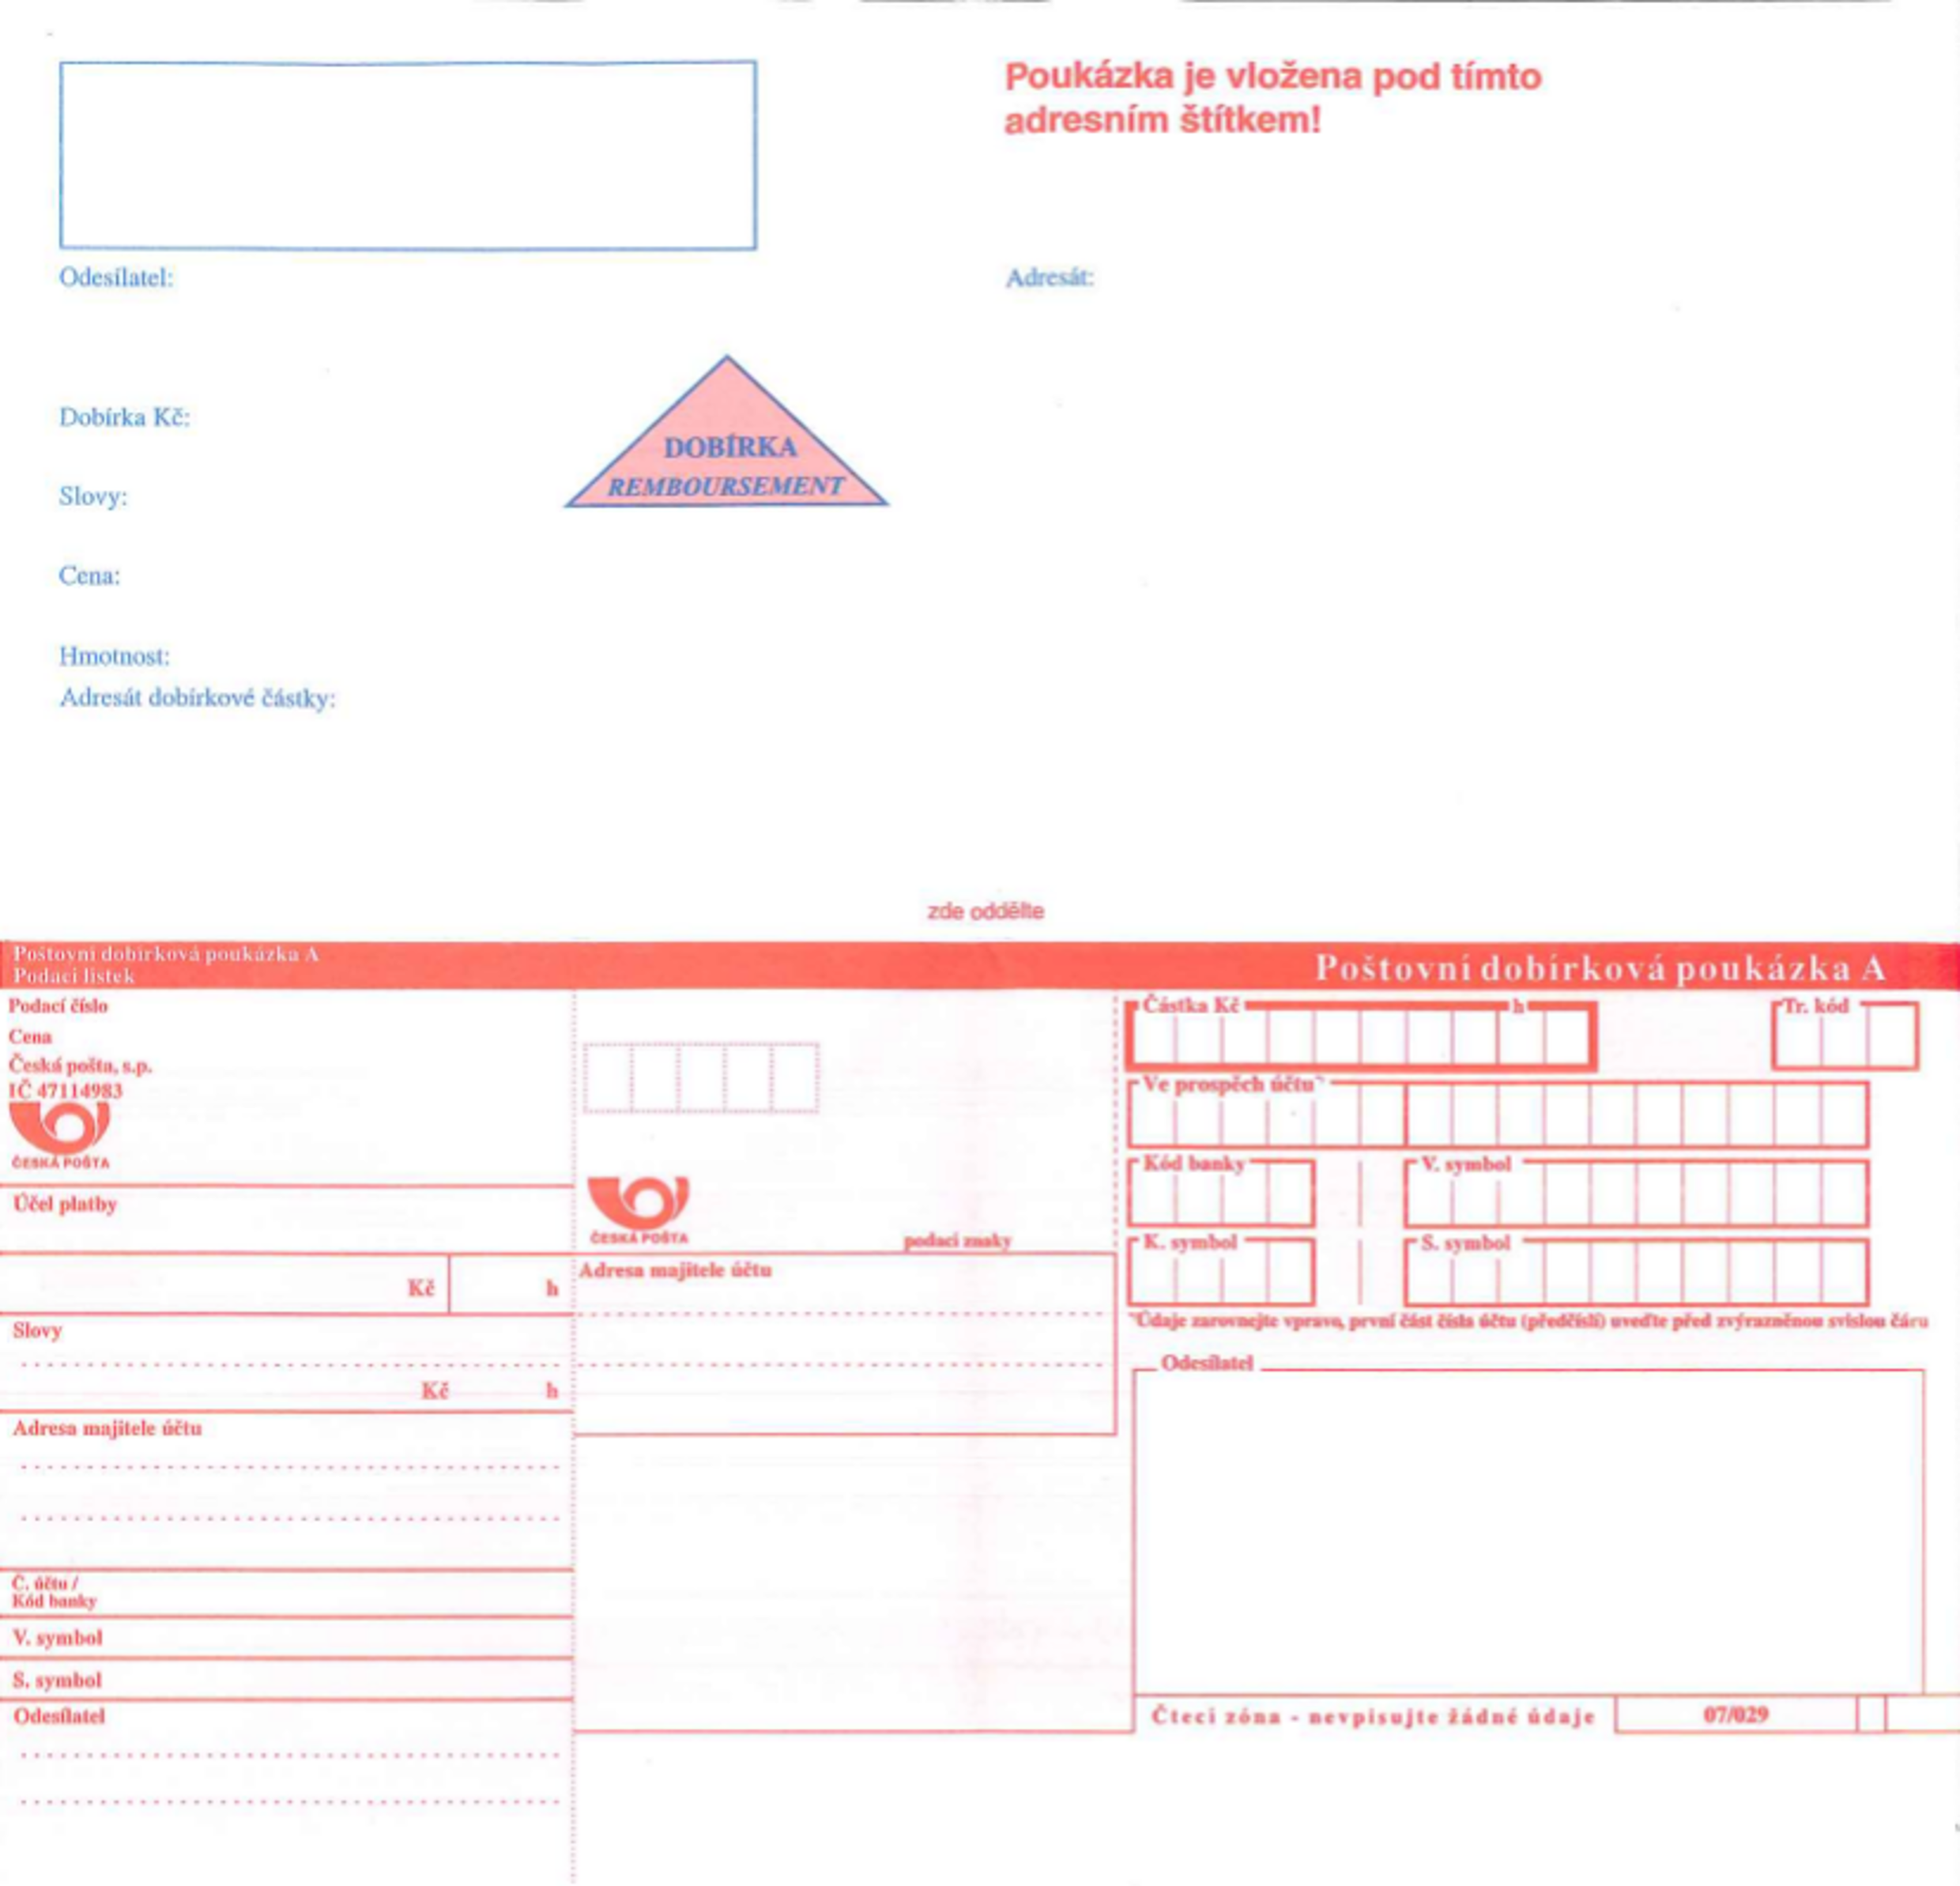 Poukázka je vložena pod tímto
adresním štítkem!
Odesílatel:
Adresát:
Dobírka Kč:
DOBÍRKA
REMBOURSEMENT
Slovy:
Cena:
Hmotnost:
Adresát dobírkové částky:
zde oddělte
Poštovní dobírková poukázka A
Podací lístek
Poštovní dobírková poukázka A
Podací číslo
Cena
Česká pošta, s.p.
IČ 47114983
ČESKÁ POŠTA
Účel platby
Kč h
Slovy
Kč h
Adresa majitele účtu
Č. účtu /
Kód banky
V. symbol
S. symbol
Odesílatel
ČESKÁ POŠTA
podací znaky
Adresa majitele účtu
Částka Kč h Tr. kód
Ve prospěch účtu*)
Kód banky V. symbol
K. symbol S. symbol
*)Údaje zarovnejte vpravo, první část čísla účtu (předčíslí) uveďte před zvýrazněnou svislou čáru
Odesílatel
Čtecí zóna - nevpisujte žádné údaje 07/029